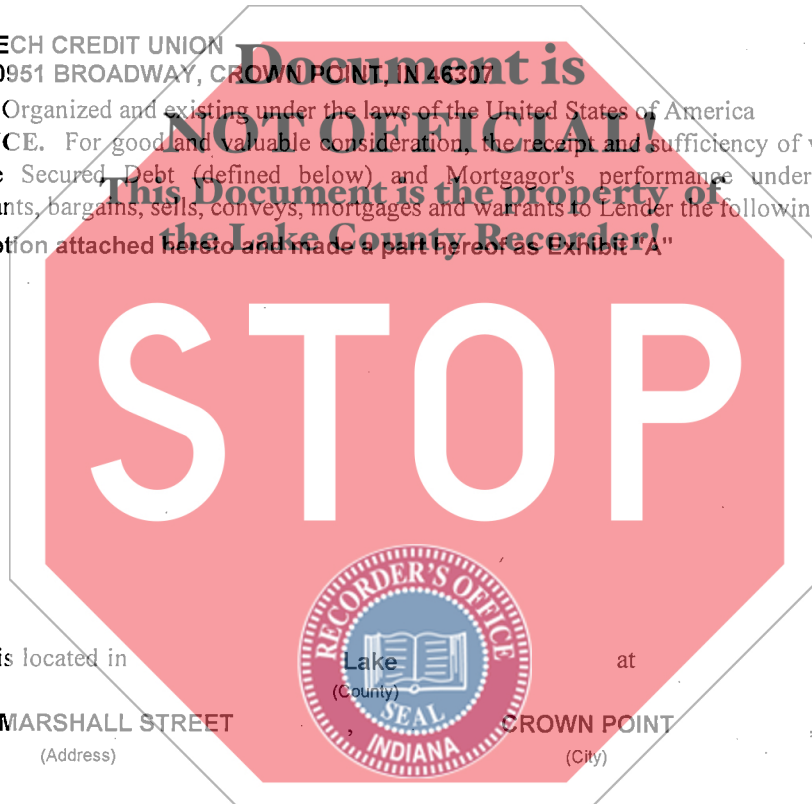 ECH CREDIT UNION
0951 BROADWAY, CROWN POINT, IN 46307
Document is
Organized and existing under the laws of the United States of America
NOT OFFICIAL!
CE. For good and valuable consideration, the receipt and sufficiency of
Secured Debt (defined below) and Mortgagor's performance under
This Document is the property of
nts, bargains, sells, conveys, mortgages and warrants to Lender the followin
the Lake County Recorder!
tion attached hereto and made a part hereof as Exhibit "A"
STOP
RECORDER'S OFFICE
is located in Lake at
(County)
SEAL
MARSHALL STREET , CROWN POINT
INDIANA
(Address) (City)